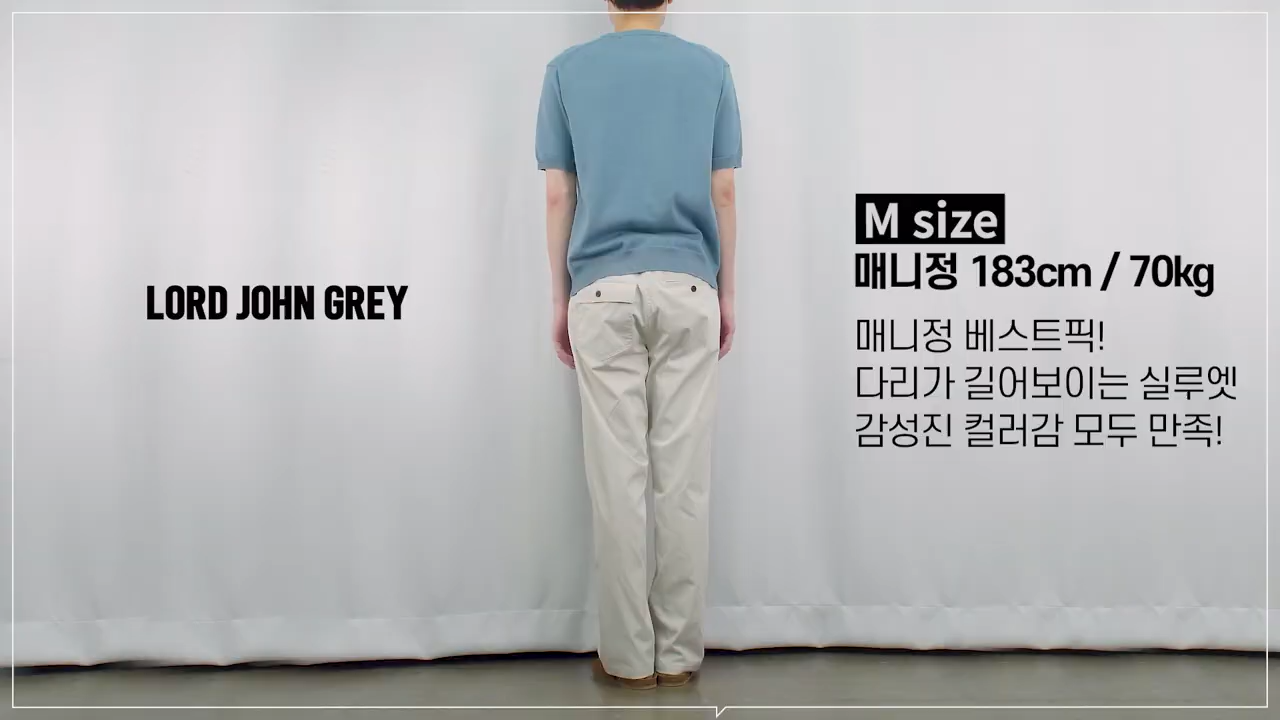 LORD JOHN GREY
M size
매니정 183cm / 70kg
매니정 베스트픽!
다리가 길어보이는 실루엣
감성진 컬러감 모두 만족!